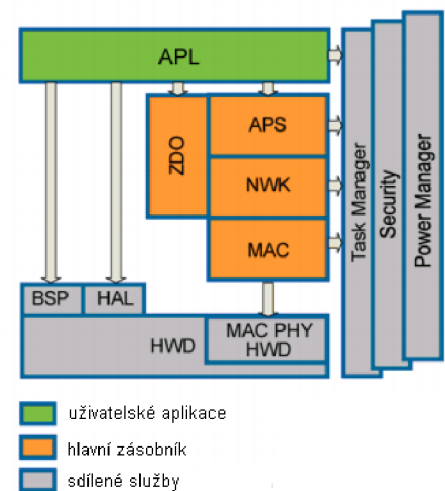 APL
ZDO
APS
NWK
MAC
BSP
HAL
HWD
MAC PHY
HWD
Task Manager
Security
Power Manager
uživatelské aplikace
hlavní zásobník
sdílené služby